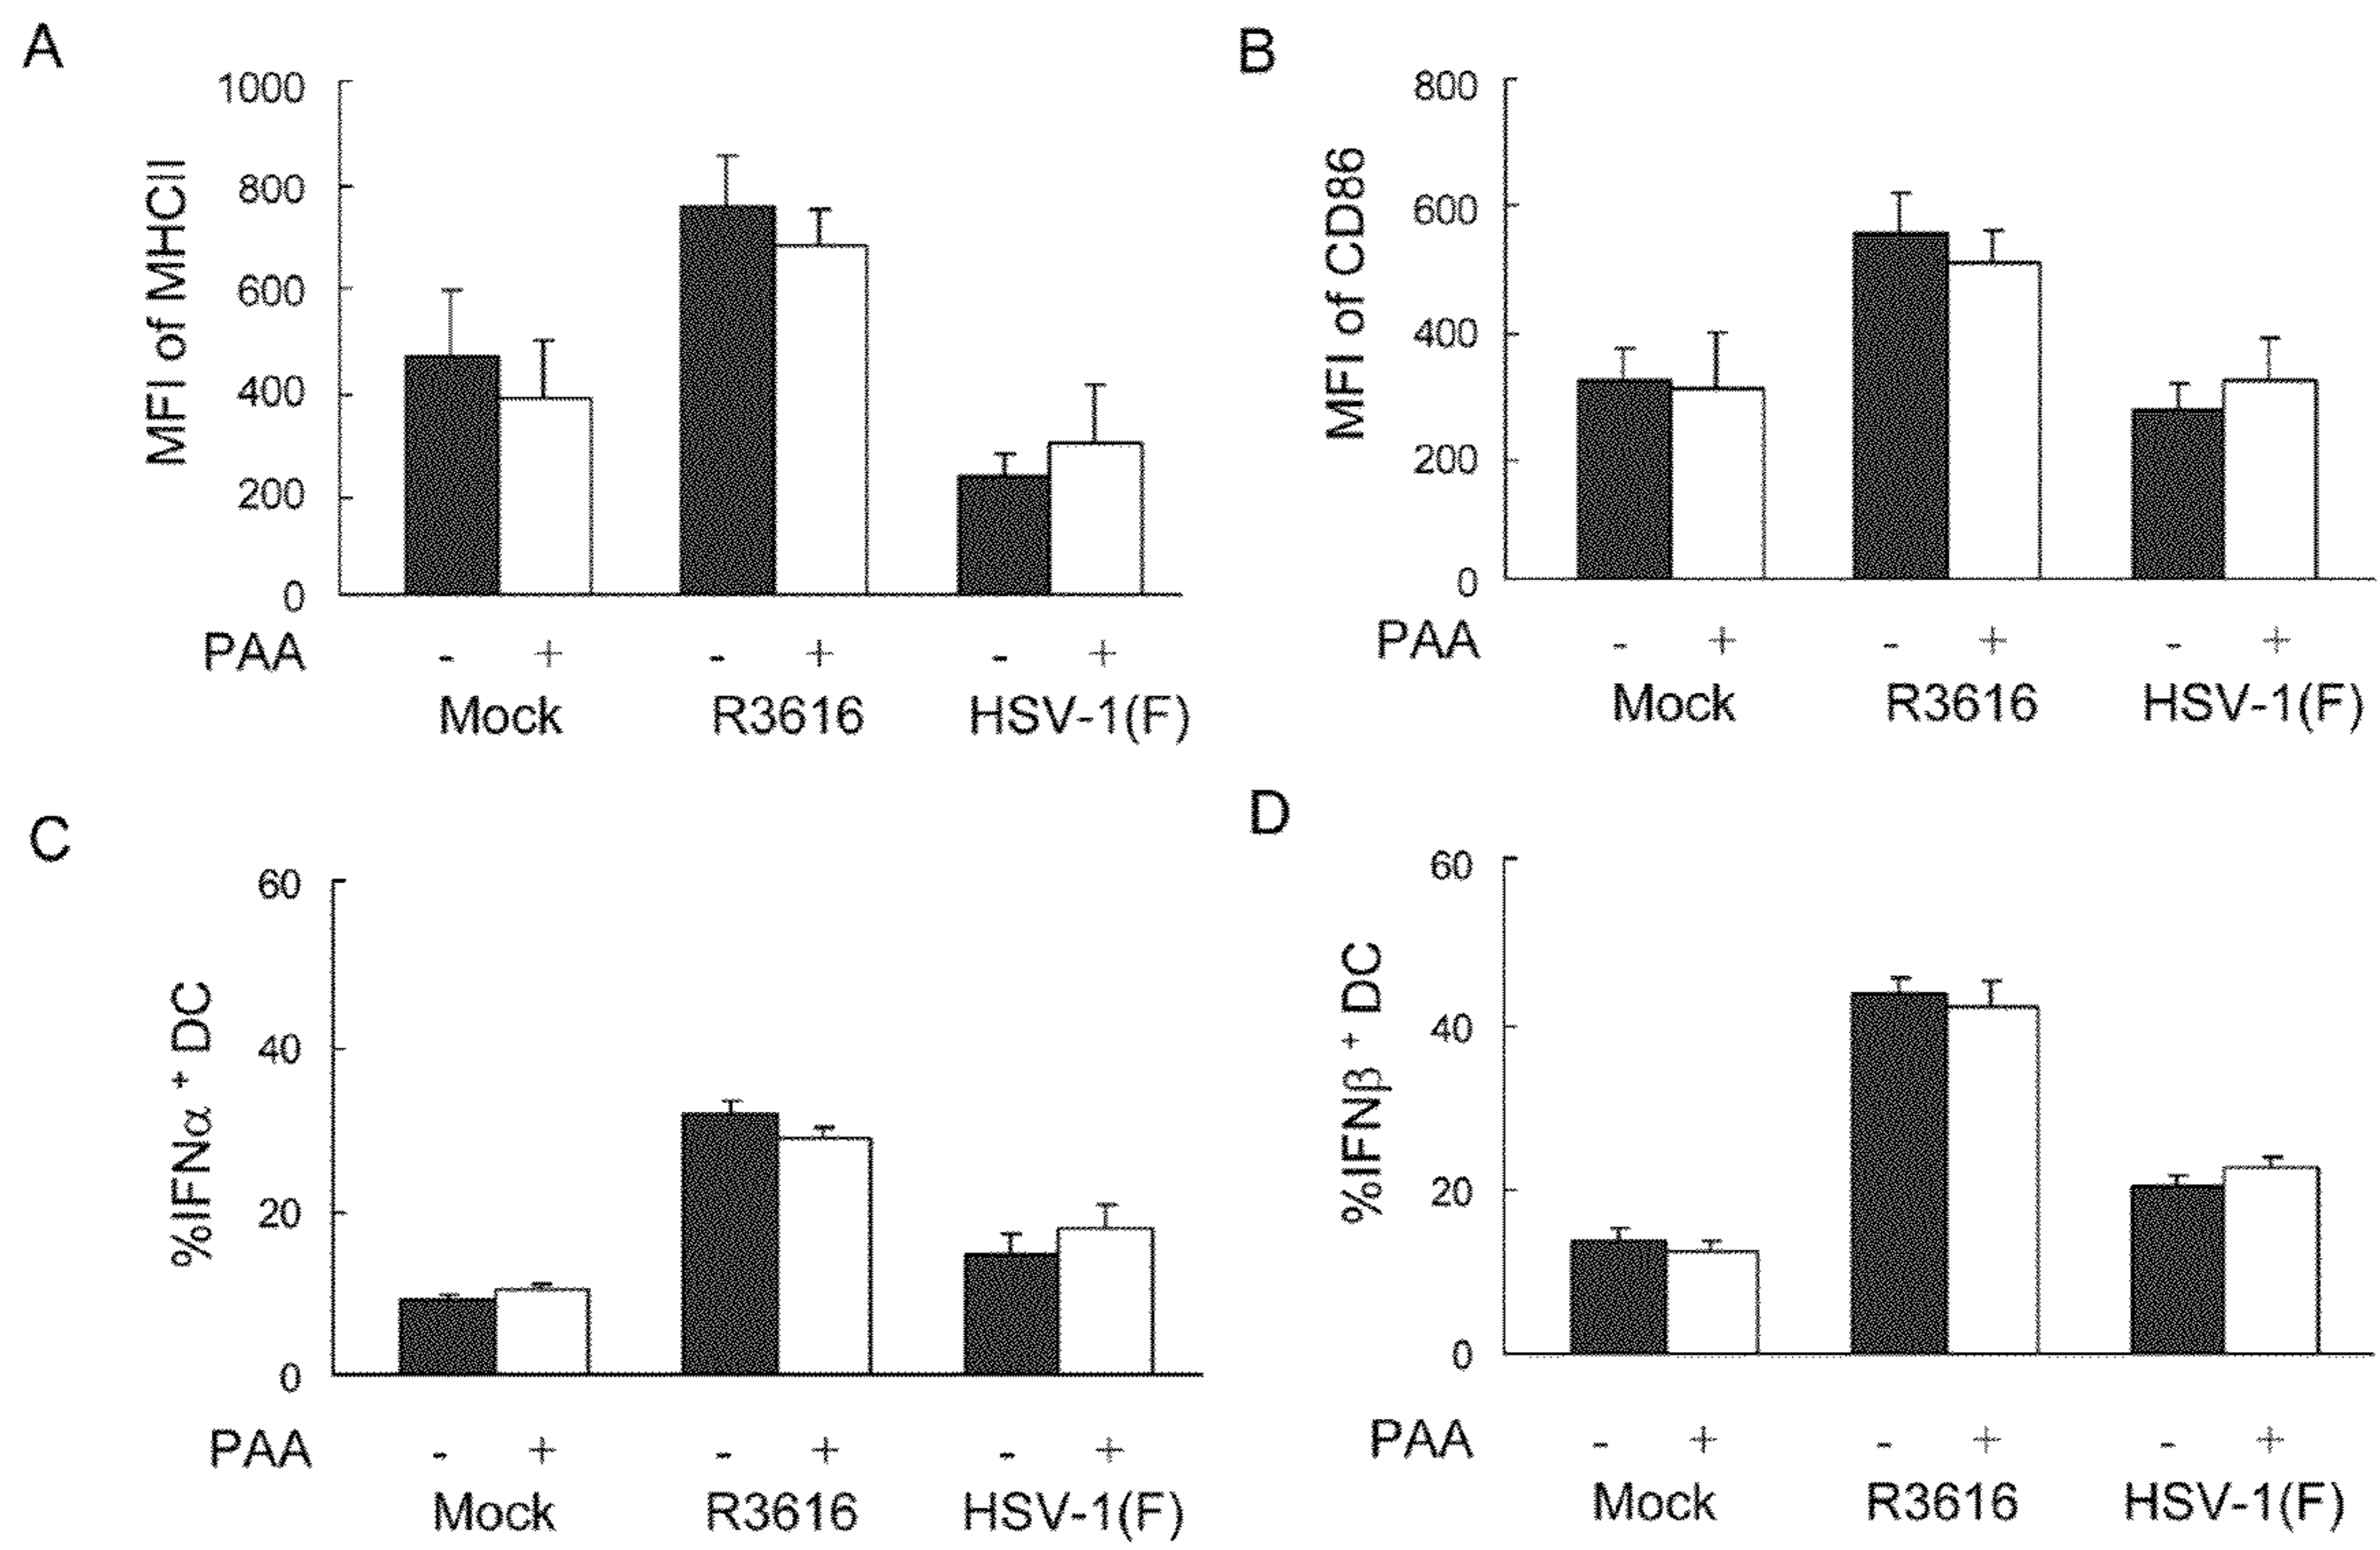 A
1000
800
600
400
200
0
MFI of MHCII
PAA - + - + - +
Mock R3616 HSV-1(F)
B
800
600
400
200
0
MFI of CD86
PAA - + - + - +
Mock R3616 HSV-1(F)
C
60
40
20
0
%IFNα + DC
PAA - + - + - +
Mock R3616 HSV-1(F)
D
60
40
20
0
%IFNβ + DC
PAA - + - + - +
Mock R3616 HSV-1(F)